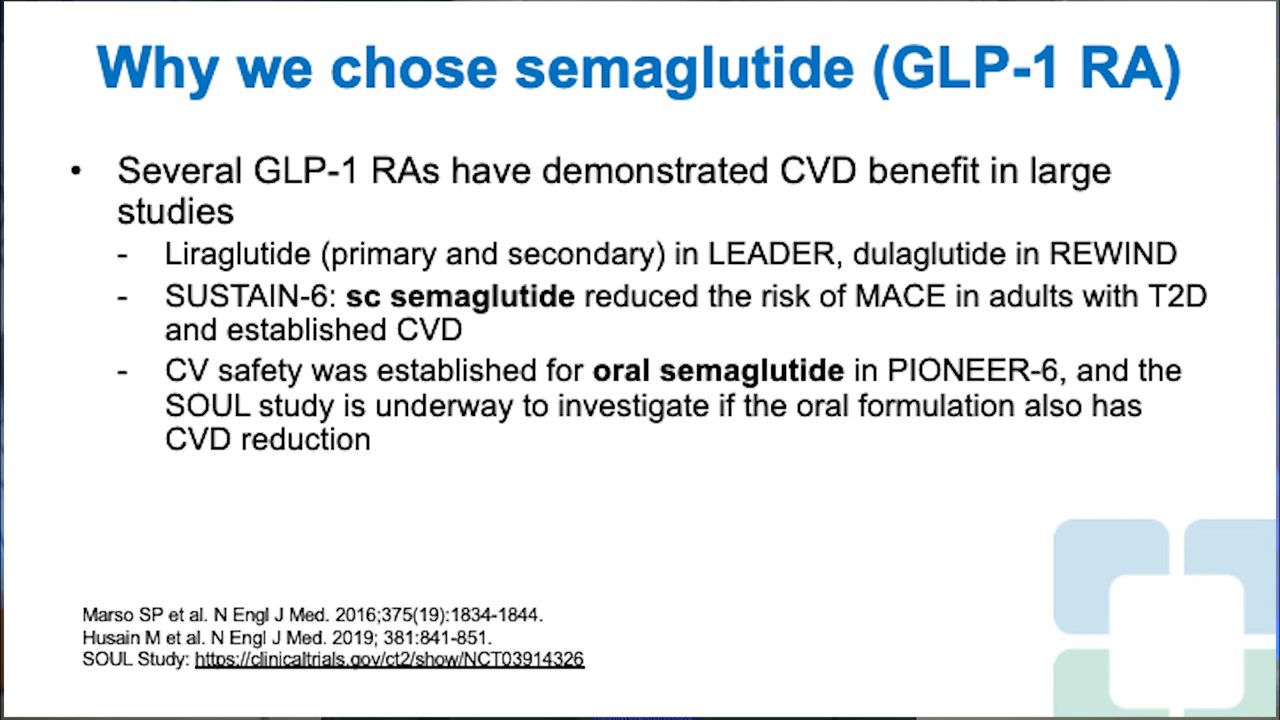 Why we chose semaglutide (GLP-1 RA)
• Several GLP-1 RAs have demonstrated CVD benefit in large
studies
- Liraglutide (primary and secondary) in LEADER, dulaglutide in REWIND
- SUSTAIN-6: sc semaglutide reduced the risk of MACE in adults with T2D
and established CVD
- CV safety was established for oral semaglutide in PIONEER-6, and the
SOUL study is underway to investigate if the oral formulation also has
CVD reduction
Marso SP et al. N Engl J Med. 2016;375(19):1834-1844.
Husain M et al. N Engl J Med. 2019; 381:841-851.
SOUL Study: https://clinicaltrials.gov/ct2/show/NCT03914326